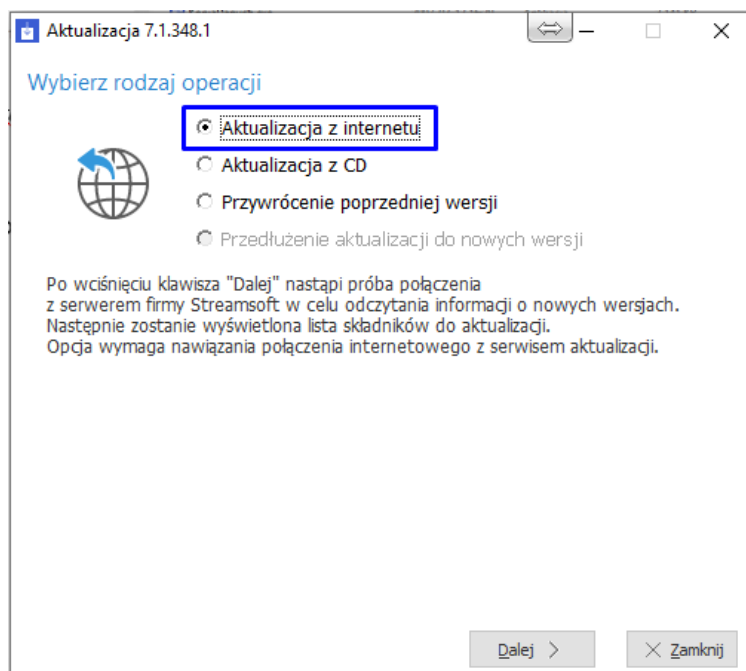 Aktualizacja 7.1.348.1
Wybierz rodzaj operacji
Aktualizacja z internetu
Aktualizacja z CD
Przywrócenie poprzedniej wersji
Przedłużenie aktualizacji do nowych wersji
Po wciśnięciu klawisza "Dalej" nastąpi próba połączenia
z serwerem firmy Streamsoft w celu odczytania informacji o nowych wersjach.
Następnie zostanie wyświetlona lista składników do aktualizacji.
Opcja wymaga nawiązania połączenia internetowego z serwisem aktualizacji.
Dalej
Zamknij